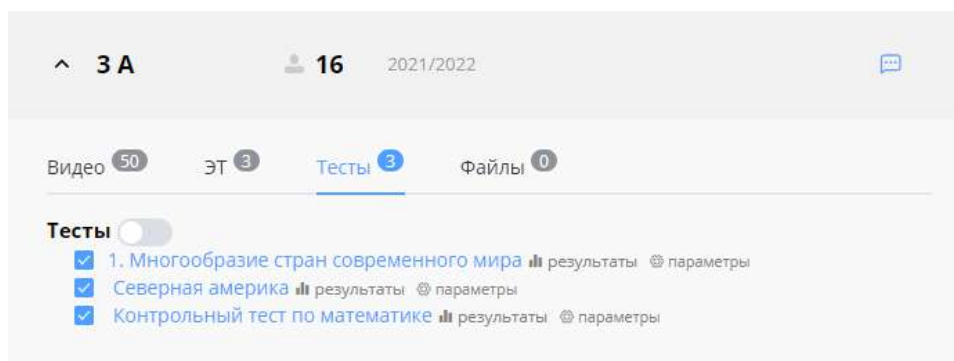 3 А 16 2021/2022
Видео 50 ЭТ 3 Тесты 3 Файлы 0
Тесты
1. Многообразие стран современного мира результаты параметры
Северная америка результаты параметры
Контрольный тест по математике результаты параметры